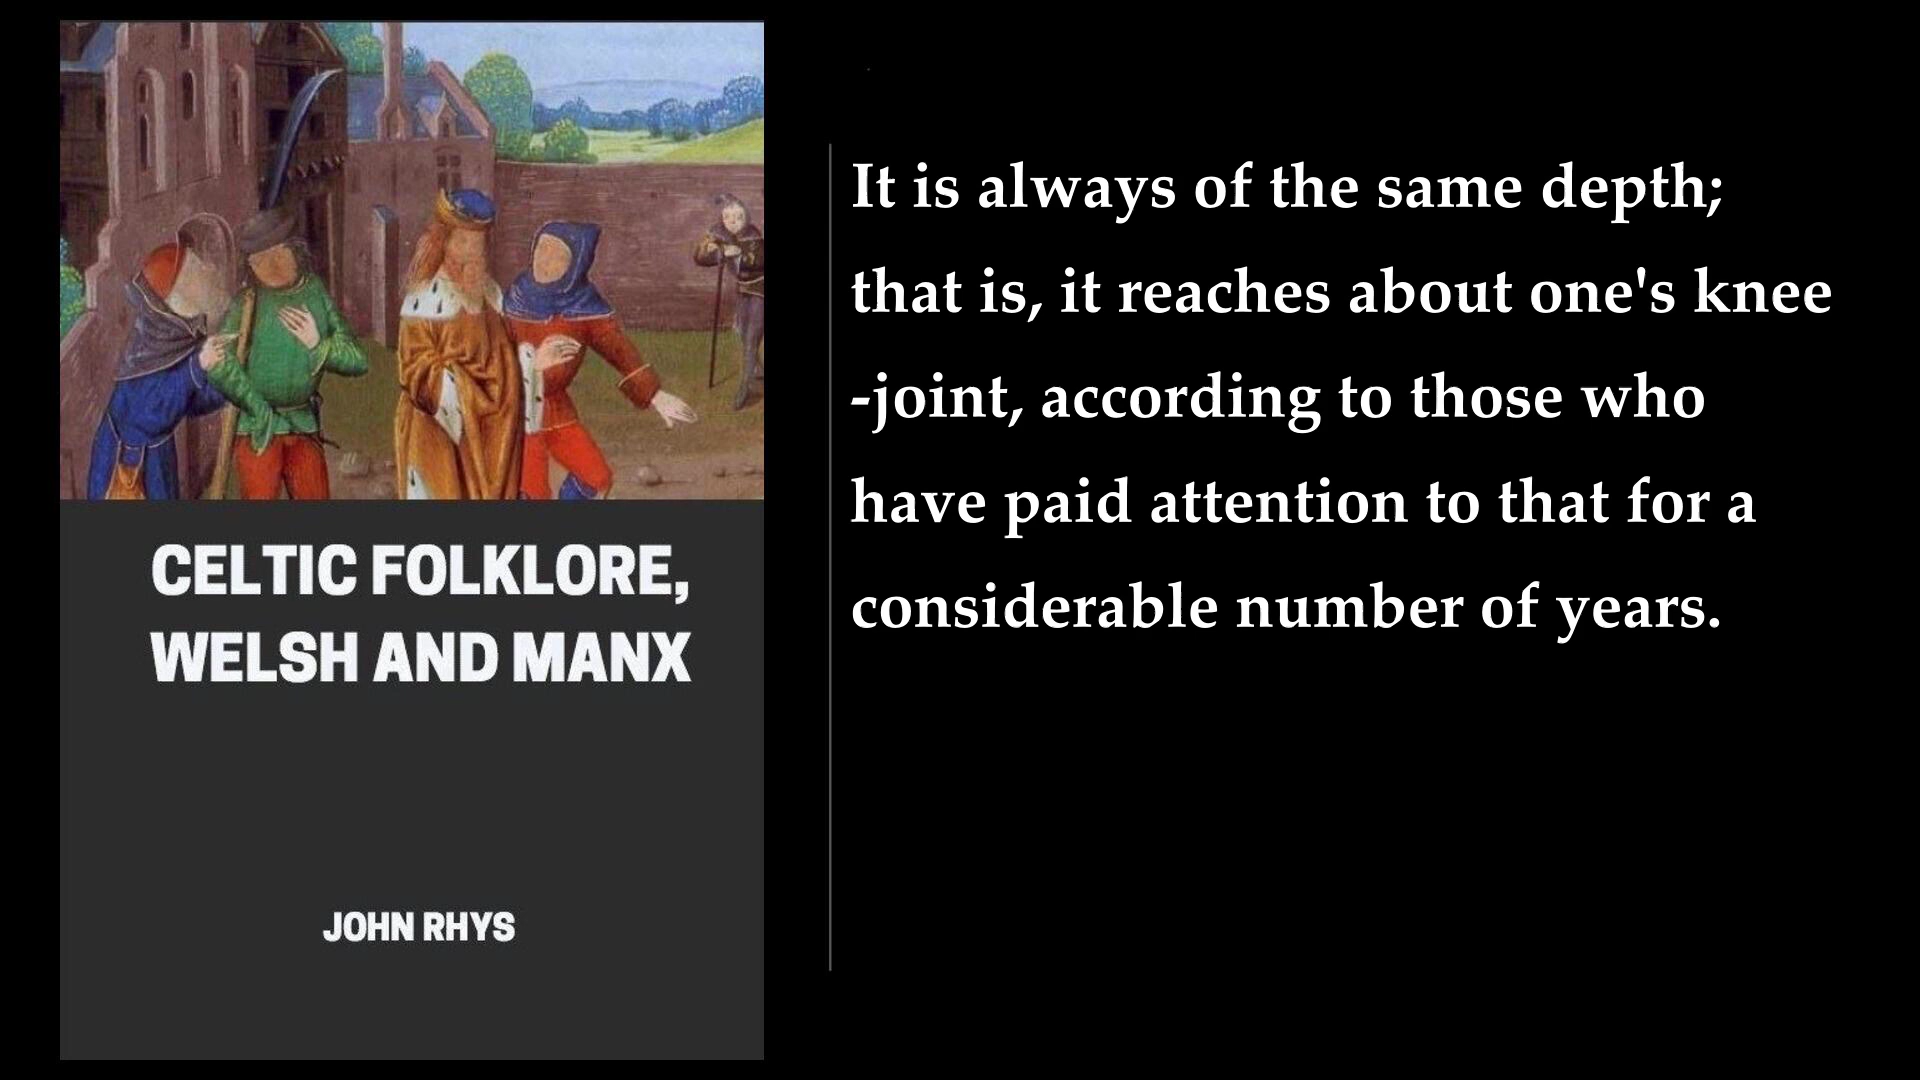 CELTIC FOLKLORE,
WELSH AND MANX
JOHN RHYS
It is always of the same depth;
that is, it reaches about one's knee
-joint, according to those who
have paid attention to that for a
considerable number of years.